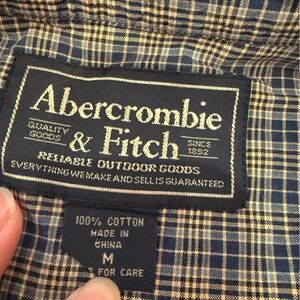 Abercrombie
QUALITY GOODS & Fitch SINCE 1892
RELIABLE OUTDOOR GOODS
EVERYTHING WE MAKE AND SELL IS GUARANTEED
100% COTTON
MADE IN
CHINA
M
FOR CARE